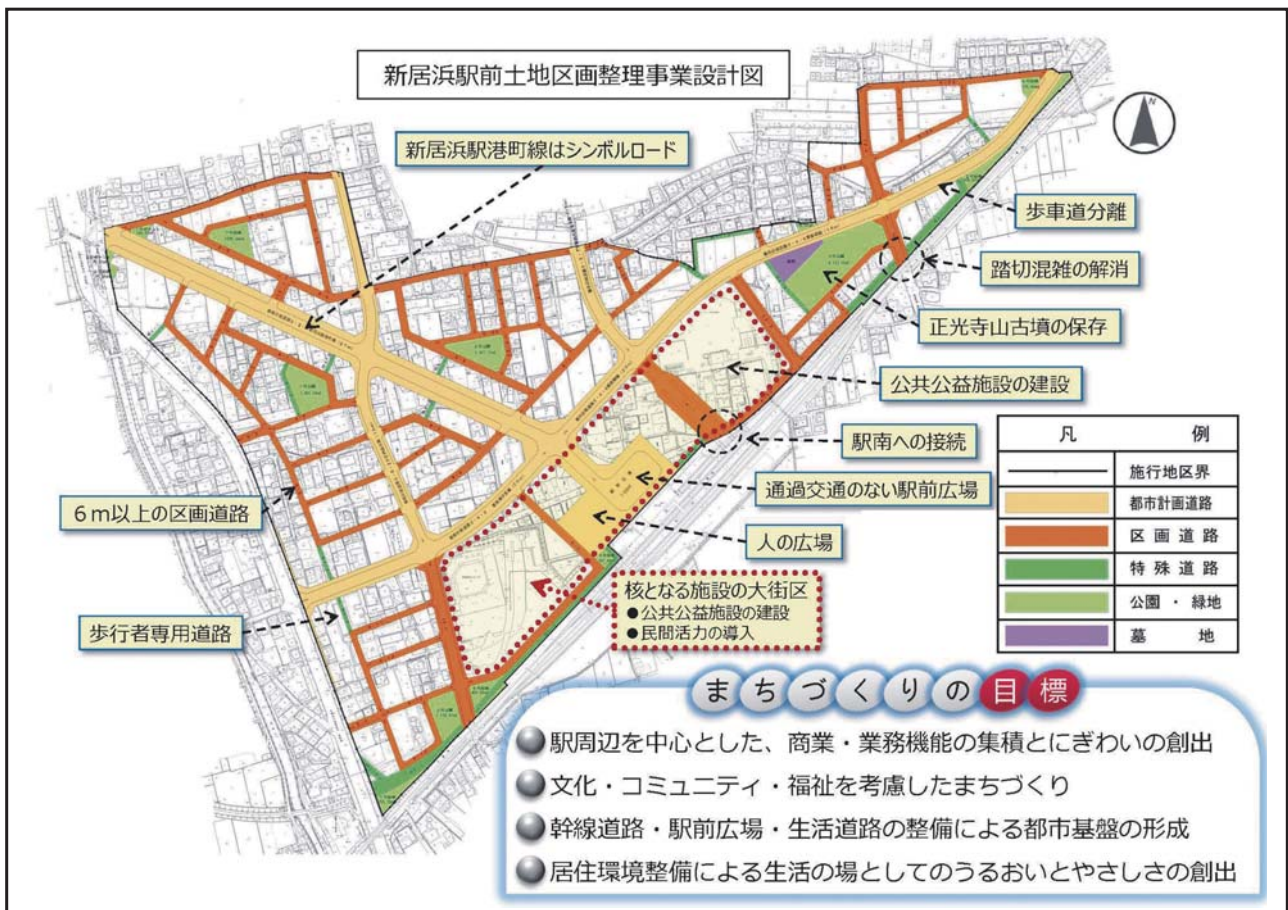 新居浜駅前土地区画整理事業設計図
新居浜駅港町線はシンボルロード
N
歩車道分離
踏切混雑の解消
正光寺山古墳の保存
公共公益施設の建設
駅南への接続
通過交通のない駅前広場
人の広場
6m以上の区画道路
歩行者専用道路
核となる施設の大街区
●公共公益施設の建設
●民間活力の導入
凡 例
施行地区界
都市計画道路
区画道路
特殊道路
公園・緑地
墓 地
まちづくりの目標
駅周辺を中心とした、商業・業務機能の集積とにぎわいの創出
文化・コミュニティ・福祉を考慮したまちづくり
幹線道路・駅前広場・生活道路の整備による都市基盤の形成
居住環境整備による生活の場としてのうるおいとやさしさの創出